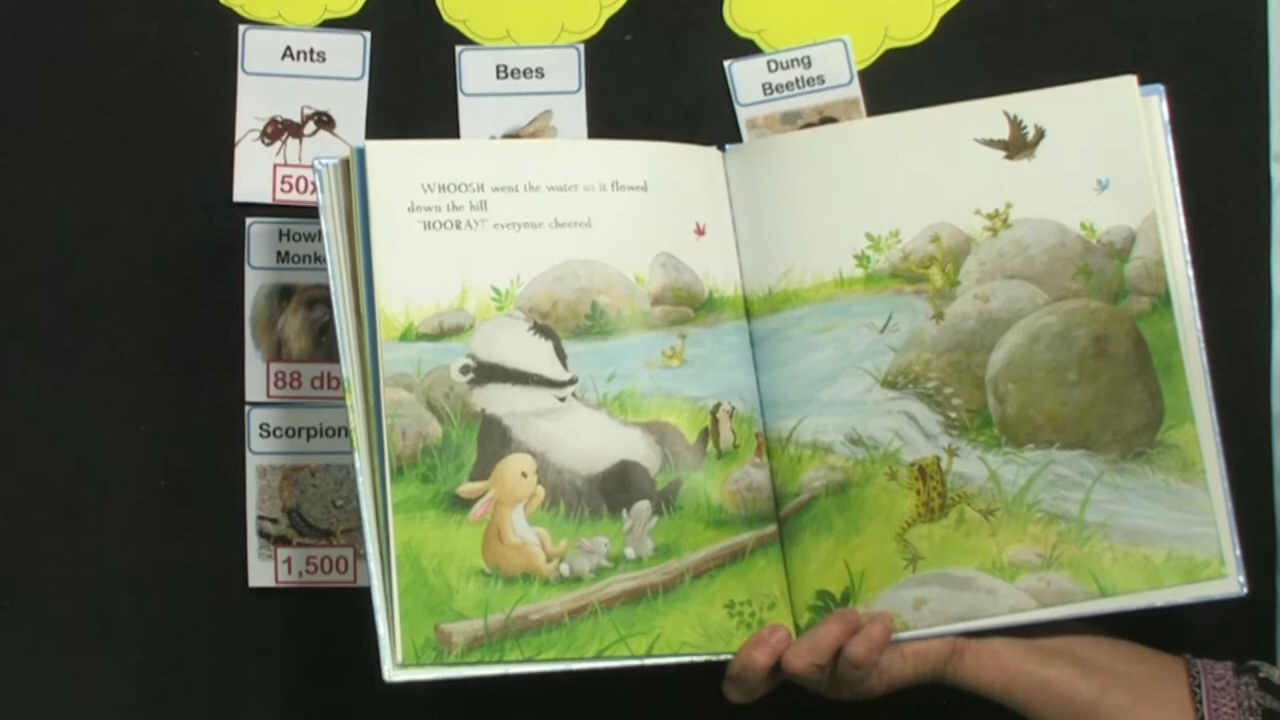 Ants
Bees
Dung
Beetles
50x
Howl
Monk
88 db
Scorpion
1,500
WHOOSH went the water as it flowed
down the hill.
"HOORAY!" everyone cheered.